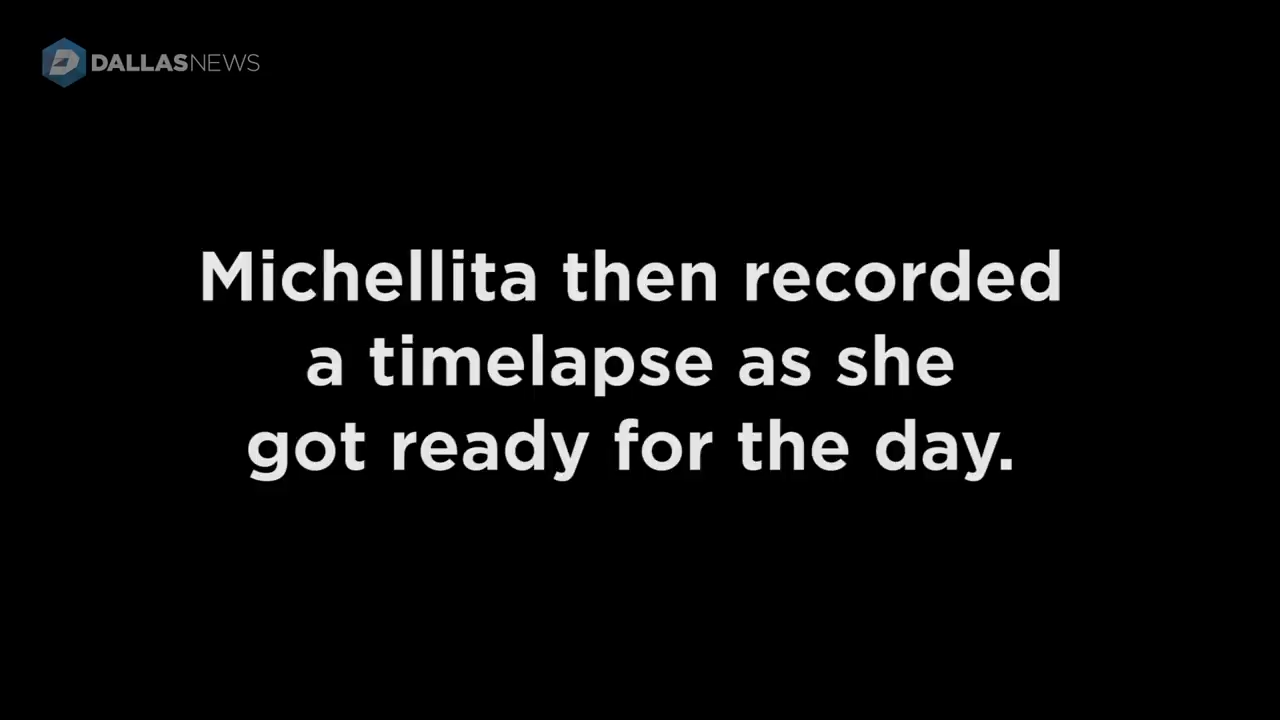 DALLASNEWS
Michellita then recorded
a timelapse as she
got ready for the day.